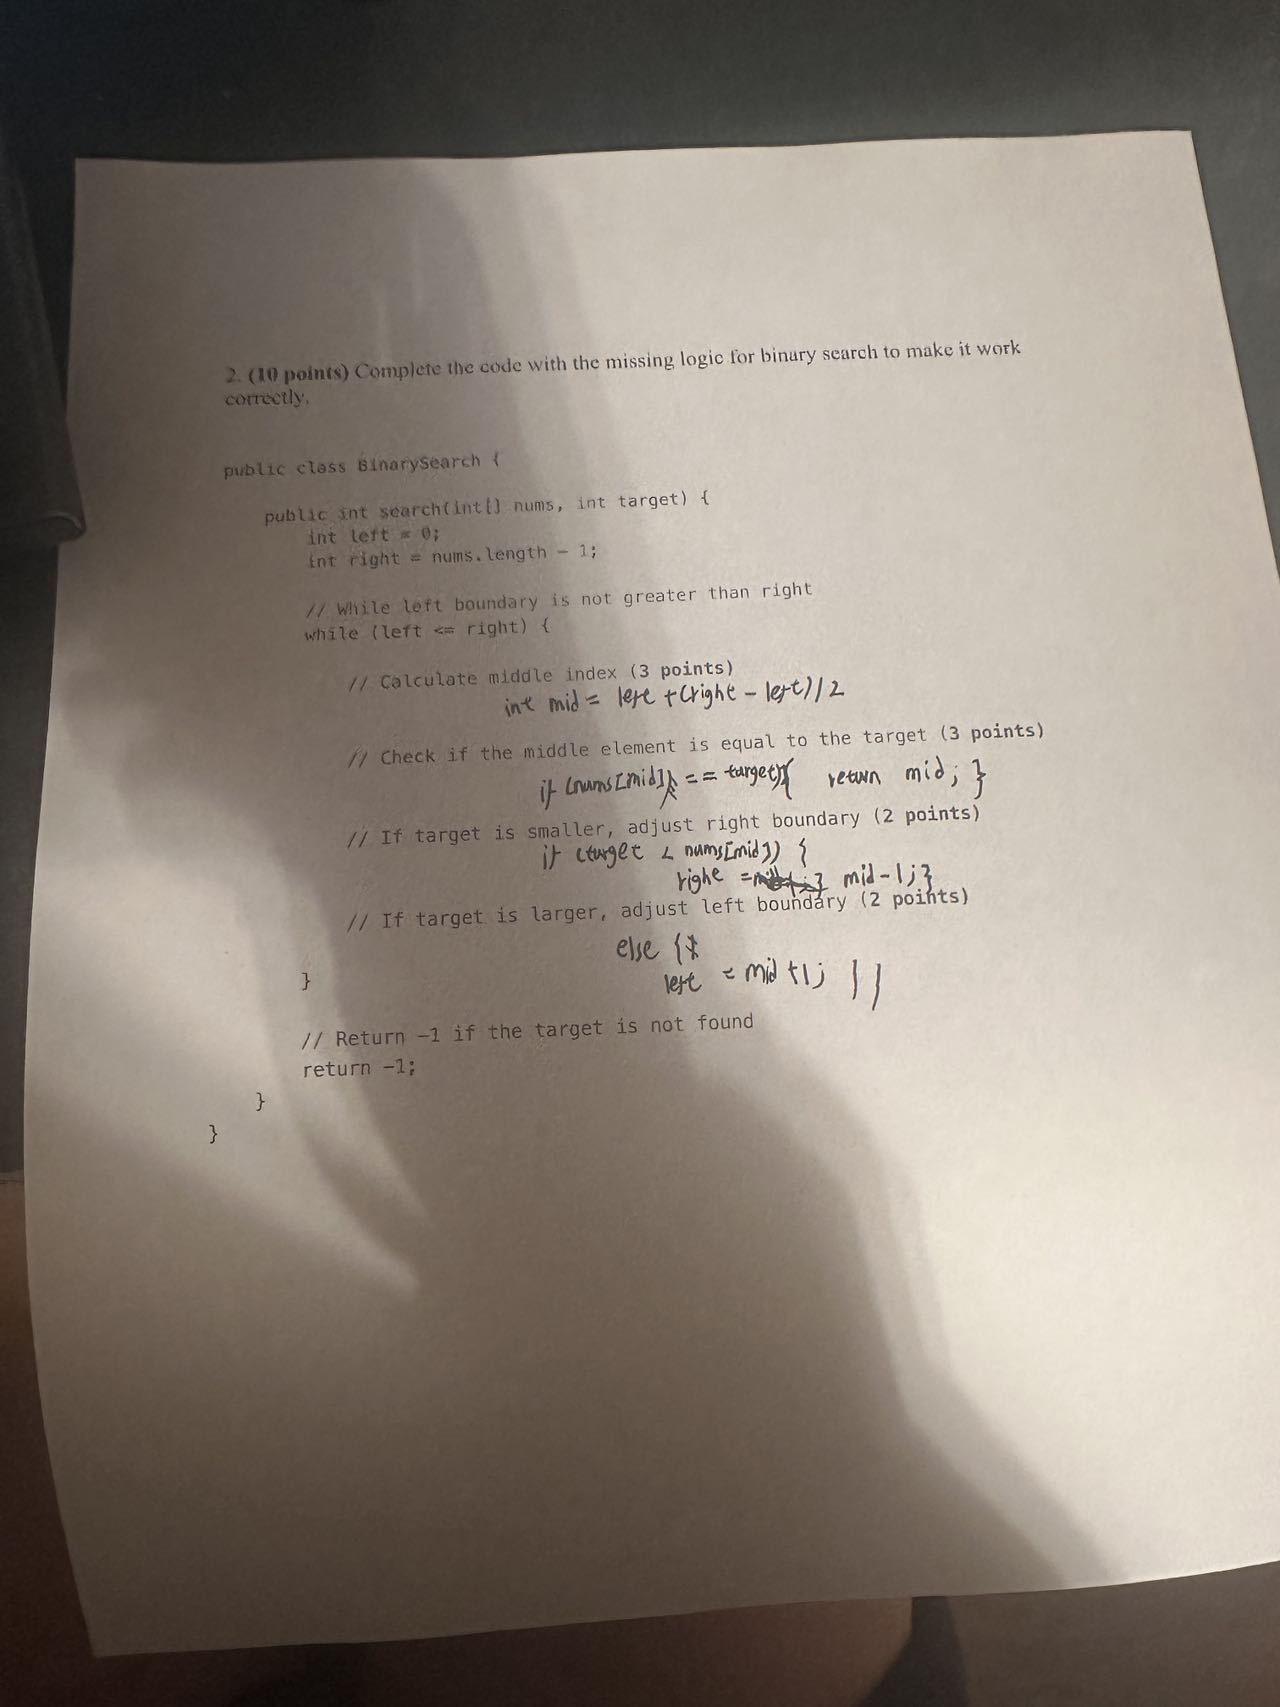 2. (10 points) Complete the code with the missing logic for binary search to make it work
correctly.
public class BinarySearch {
public int search(int[] nums, int target) {
int left = 0;
int right = nums.length - 1;
// While left boundary is not greater than right
while (left <= right) {
// Calculate middle index (3 points)
int mid = left + (right - left) / 2
// Check if the middle element is equal to the target (3 points)
if (nums[mid] == target){ return mid; }
// If target is smaller, adjust right boundary (2 points)
if (target < nums[mid]) {
right = mid - 1; }
// If target is larger, adjust left boundary (2 points)
else {
left = mid + 1; | |
}
// Return -1 if the target is not found
return -1;
}
}